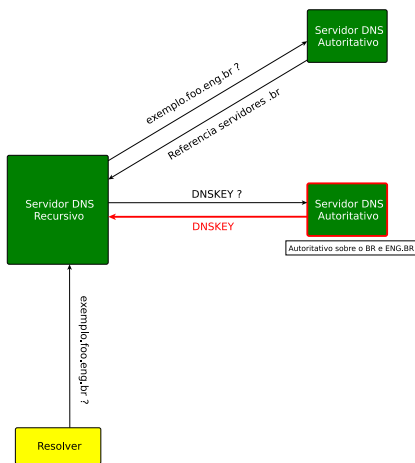 Servidor DNS
Autoritativo
exemplo.foo.eng.br ?
Referencia servidores .br
Servidor DNS
Recursivo
DNSKEY ?
DNSKEY
Servidor DNS
Autoritativo
Autoritativo sobre o BR e ENG.BR
exemplo.foo.eng.br ?
Resolver